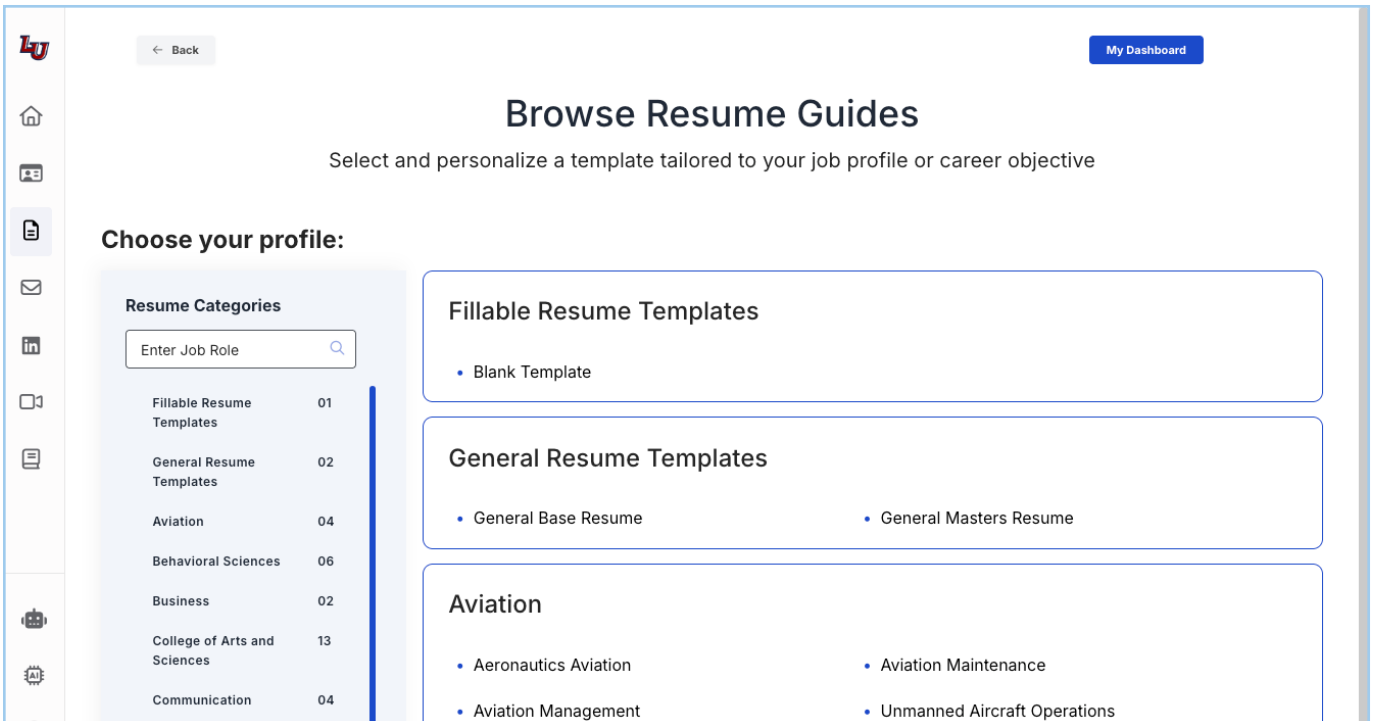 LU
Back
My Dashboard
Browse Resume Guides
Select and personalize a template tailored to your job profile or career objective
Choose your profile:
Resume Categories
Enter Job Role
Fillable Resume 01
Templates
General Resume 02
Templates
Aviation 04
Behavioral Sciences 06
Business 02
College of Arts and 13
Sciences
Communication 04
Fillable Resume Templates
Blank Template
General Resume Templates
General Base Resume
General Masters Resume
Aviation
Aeronautics Aviation
Aviation Maintenance
Aviation Management
Unmanned Aircraft Operations
in
AI